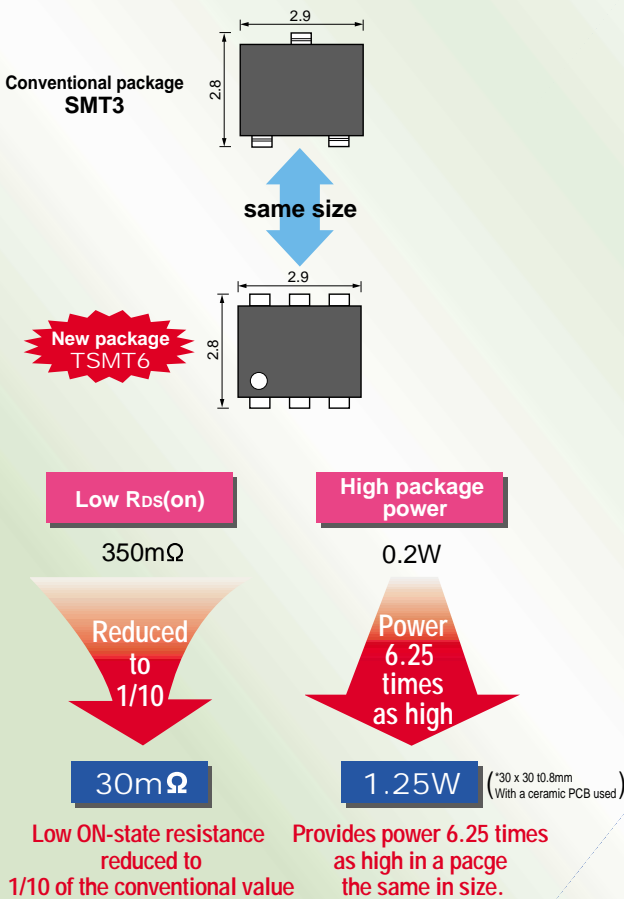 2.9
Conventional package
SMT3
2.8
same size
2.9
New package
TSMT6
2.8
Low RDS(on)
350mΩ
Reduced
to
1/10
30mΩ
Low ON-state resistance
reduced to
1/10 of the conventional value
High package
power
0.2W
Power
6.25
times
as high
1.25W
(*30 x 30 t0.8mm
With a ceramic PCB used)
Provides power 6.25 times
as high in a pacge
the same in size.